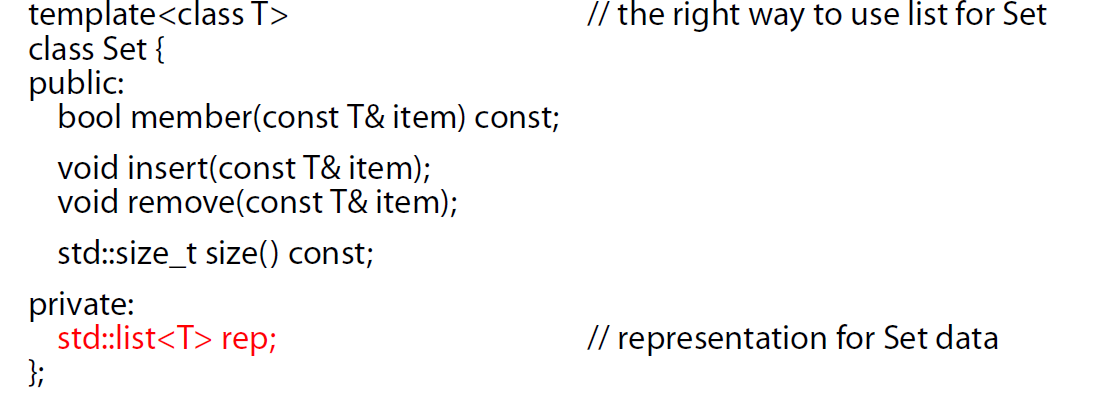 template<class T> // the right way to use list for Set
class Set {
public:
bool member(const T& item) const;
void insert(const T& item);
void remove(const T& item);
std::size_t size() const;
private:
std::list<T> rep; // representation for Set data
};